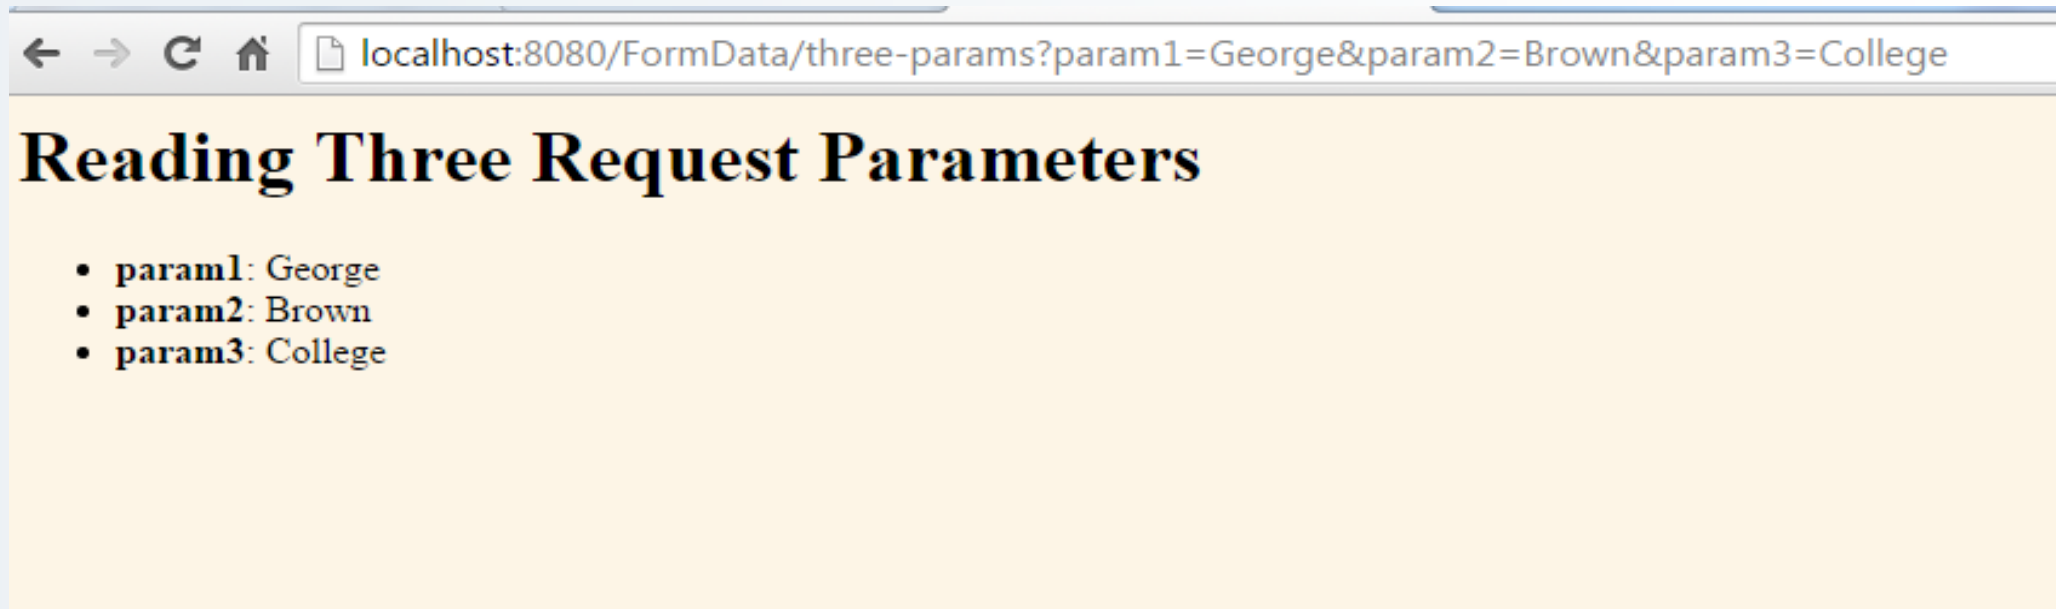 localhost:8080/FormData/three-params?param1=George&param2=Brown&param3=College
Reading Three Request Parameters
param1: George
param2: Brown
param3: College